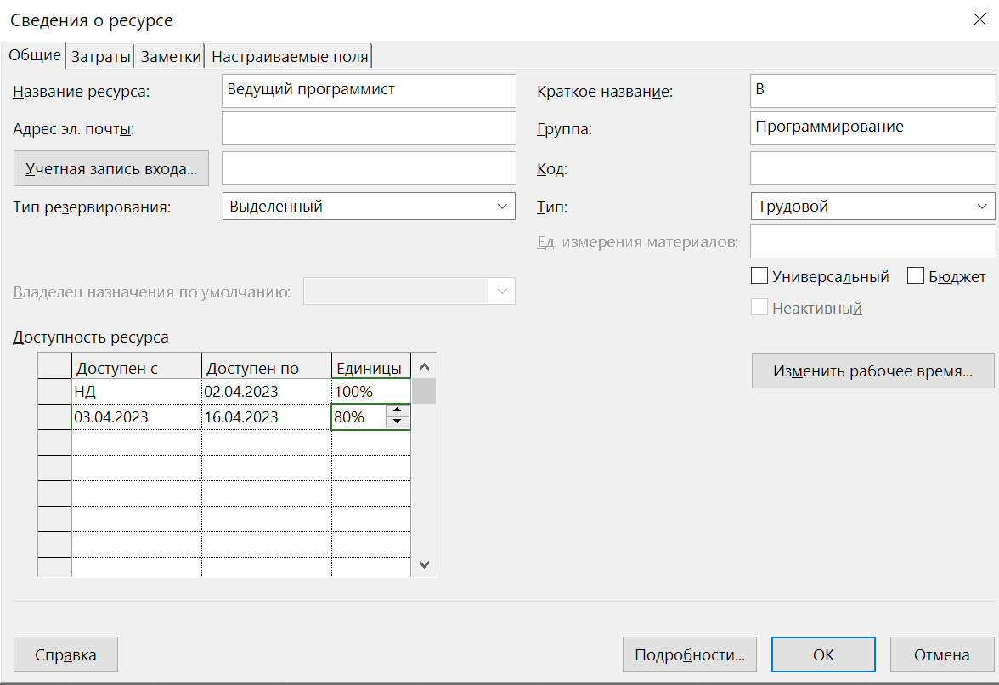 Сведения о ресурсе
Общие Затраты Заметки Настраиваемые поля
Название ресурса: Ведущий программист Краткое название: В
Адрес эл. почты: Группа: Программирование
Учетная запись входа... Код:
Тип резервирования: Выделенный Тип: Трудовой
Ед. измерения материалов:
Универсальный Бюджет
Владелец назначения по умолчанию:
Неактивный
Доступность ресурса
Доступен с Доступен по Единицы Изменить рабочее время...
НД 02.04.2023 100%
03.04.2023 16.04.2023 80%
Справка Подробности... ОК Отмена